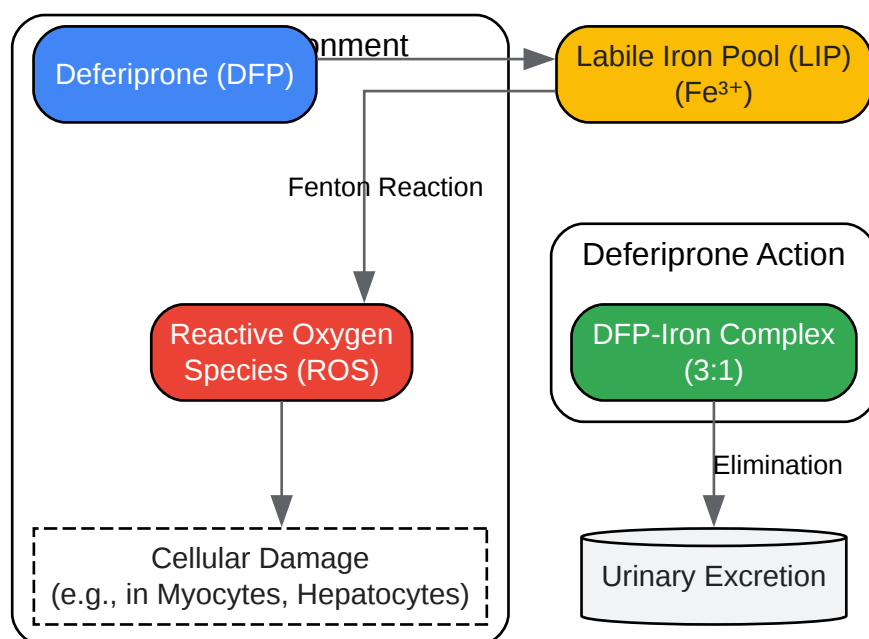 onment
Deferiprone (DFP)
Labile Iron Pool (LIP)
(Fe³⁺)
Fenton Reaction
Deferiprone Action
Reactive Oxygen
Species (ROS)
DFP-Iron Complex
(3:1)
Elimination
Cellular Damage
(e.g., in Myocytes, Hepatocytes)
Urinary Excretion